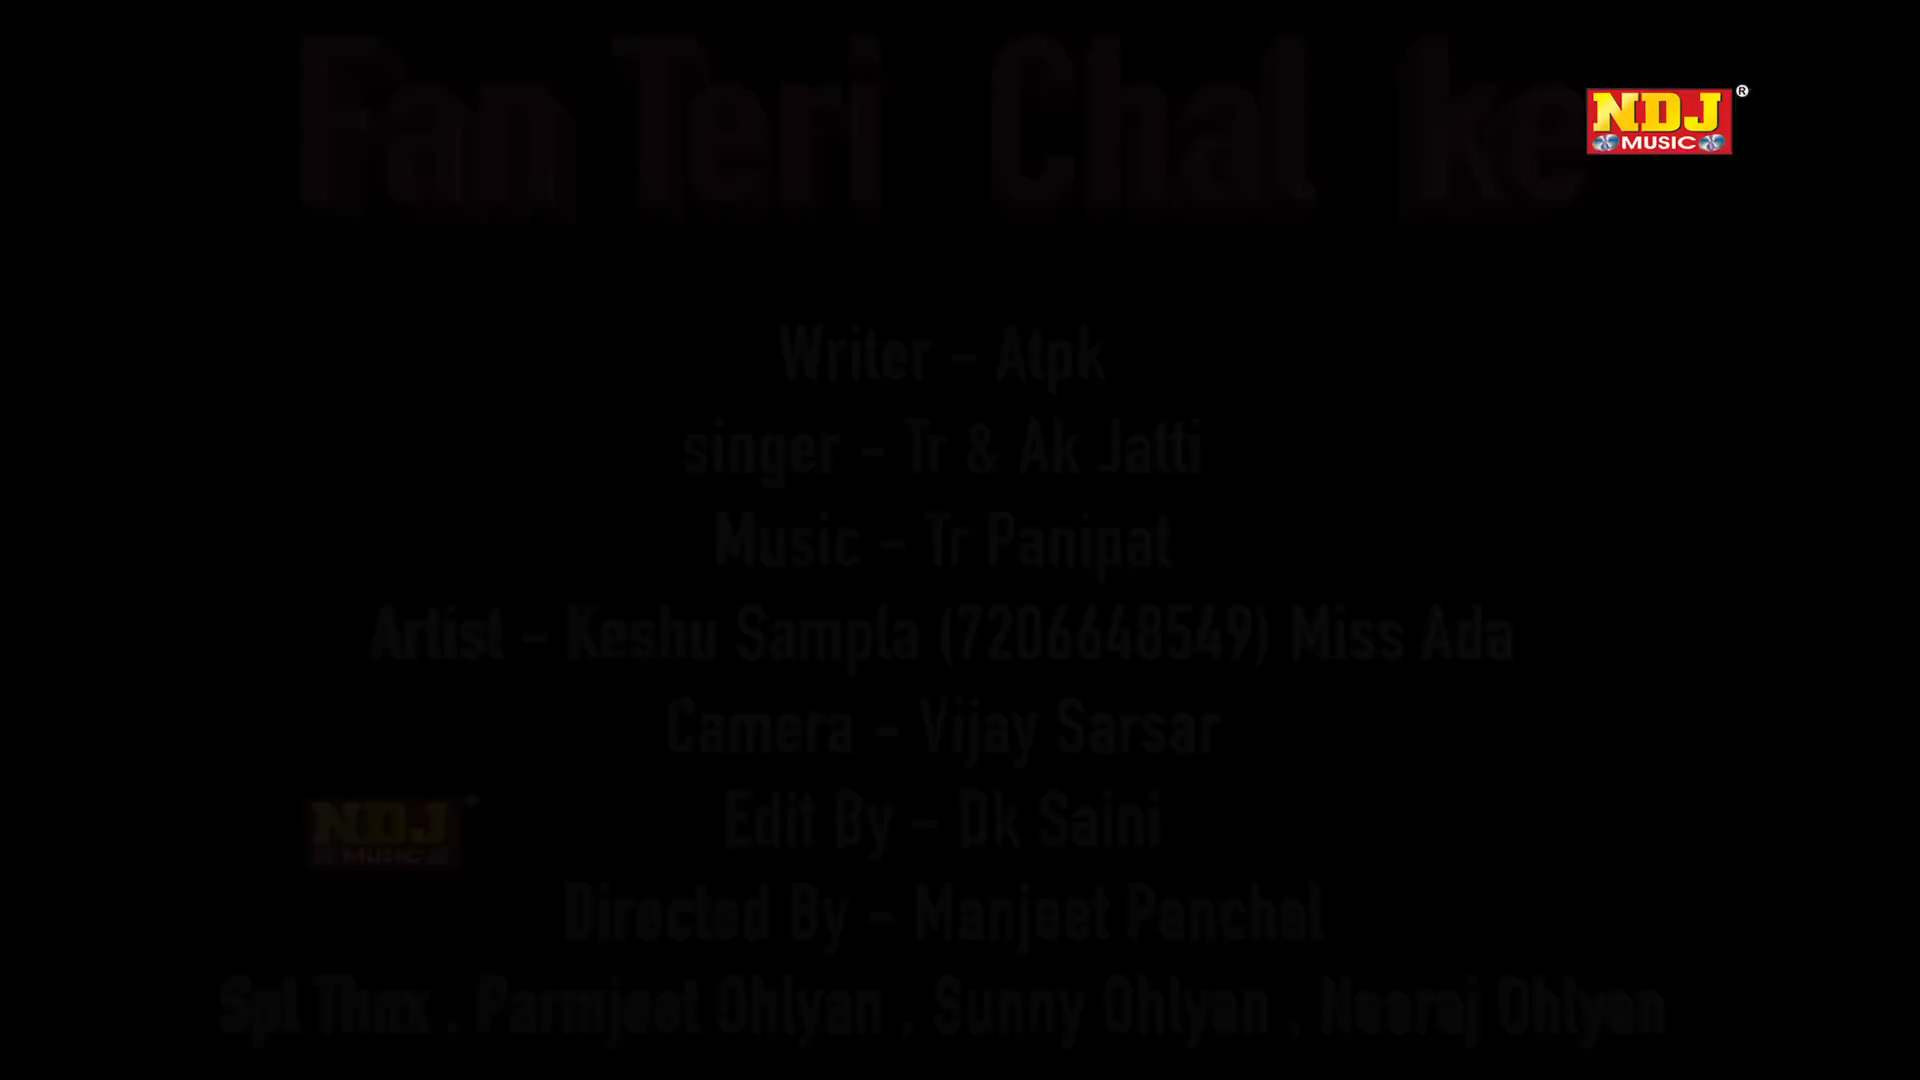 Fan Teri Chal ke
NDJ ®
MUSIC
Writer - Atpk
singer - Tr & Ak Jatti
Music - Tr Panipat
Artist - Keshu Sampla (7206648549) Miss Ada
Camera - Vijay Sarsar
Edit By - Dk Saini
NDJ
MUSIC
Directed By - Manjeet Panchal
Spl Thnx . Parmjeet Ohlyan , Sunny Ohlyan , Neeraj Ohlyan